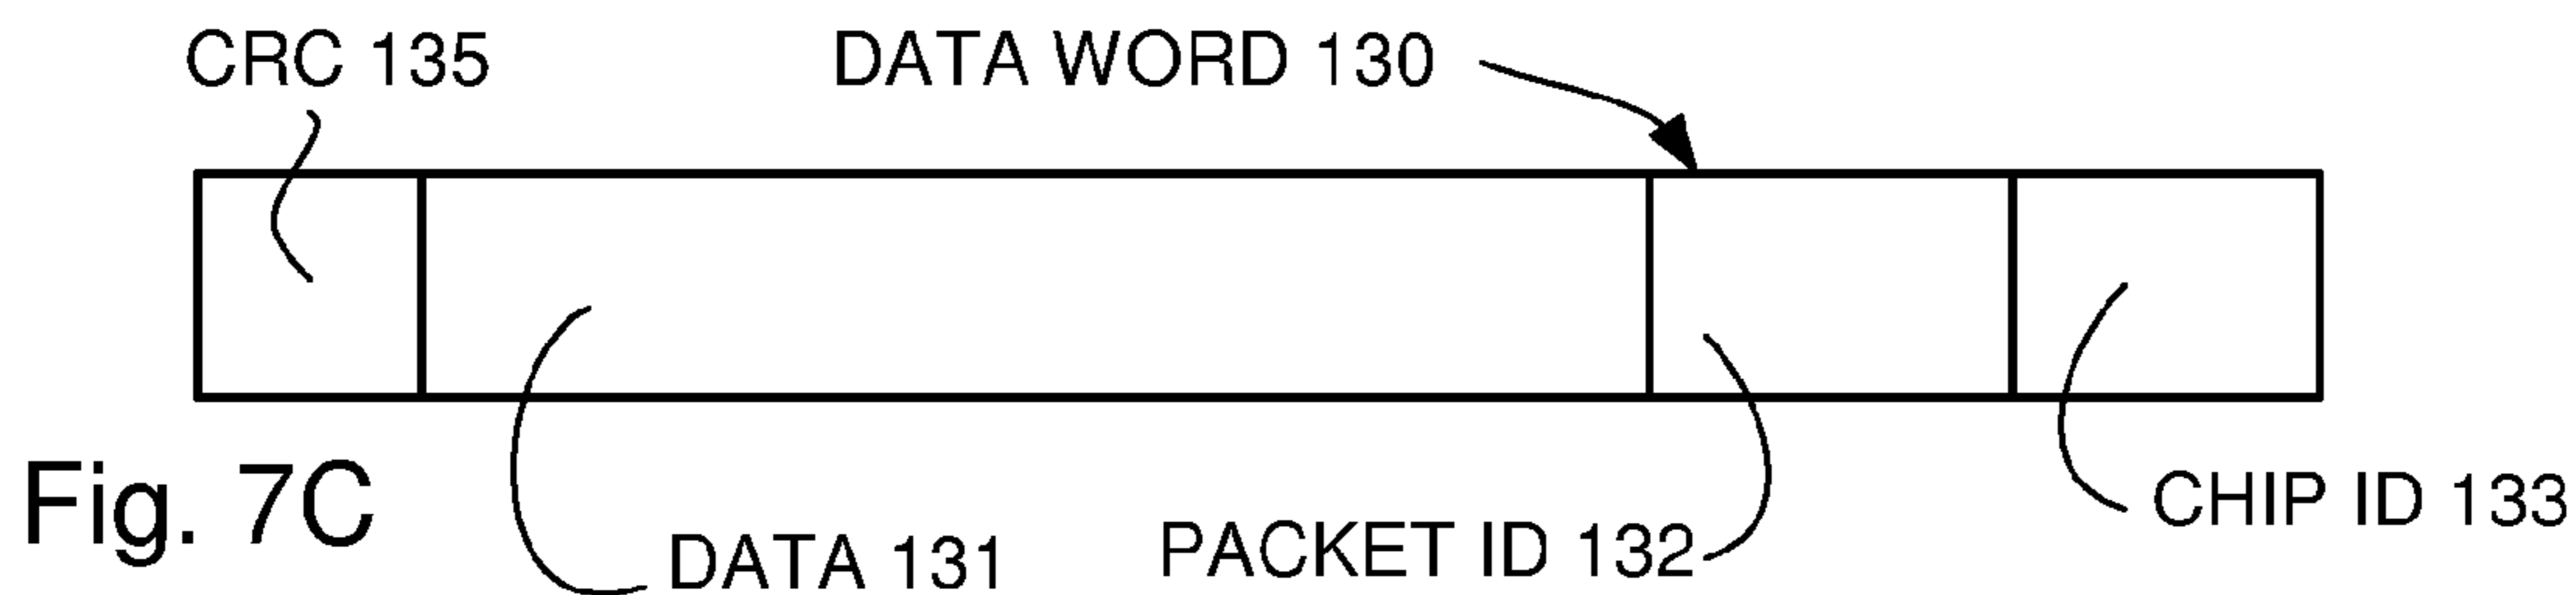 CRC 135
DATA WORD 130
Fig. 7C
DATA 131
PACKET ID 132
CHIP ID 133